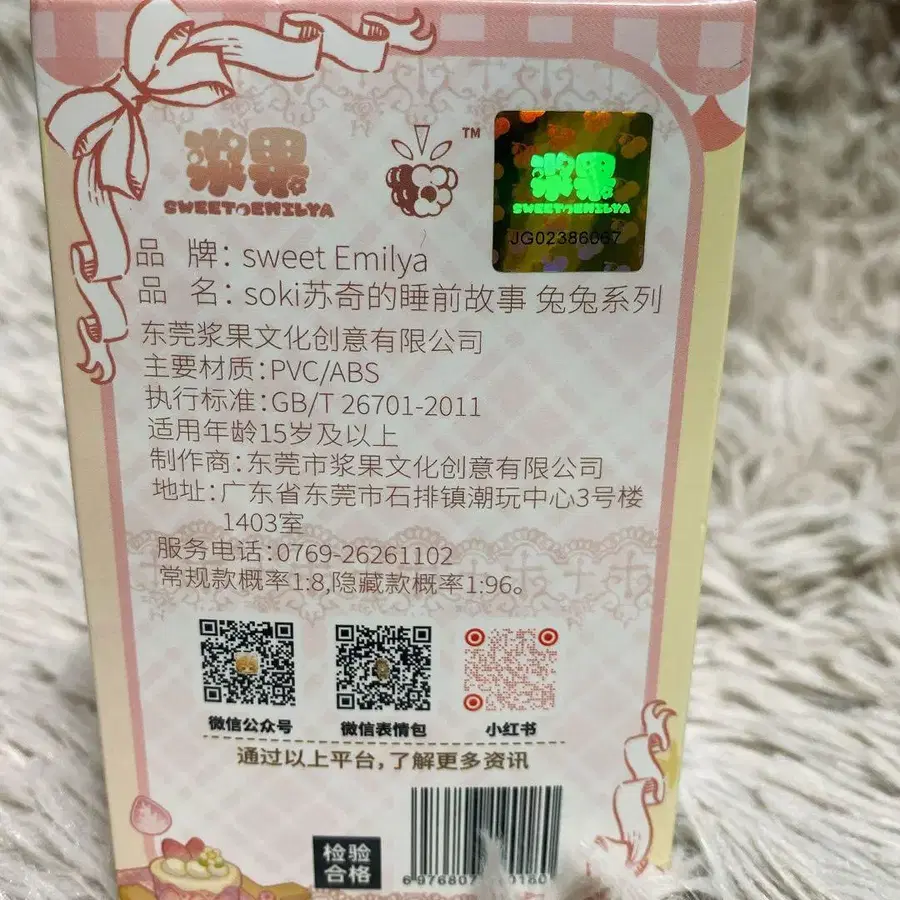 浆果
SWEET EMILYA
TM
浆果
SWEET EMILYA
JG02386067
品 牌: sweet Emilya
品 名: soki苏奇的睡前故事 兔兔系列
东莞浆果文化创意有限公司
主要材质:PVC/ABS
执行标准:GB/T 26701-2011
适用年龄15岁及以上
制作商:东莞市浆果文化创意有限公司
地址:广东省东莞市石排镇潮玩中心3号楼
1403室
服务电话:0769-26261102
常规款概率1:8,隐藏款概率1:96。
微信公众号 微信表情包 小红书
通过以上平台,了解更多资讯
检验
合格
6 976807